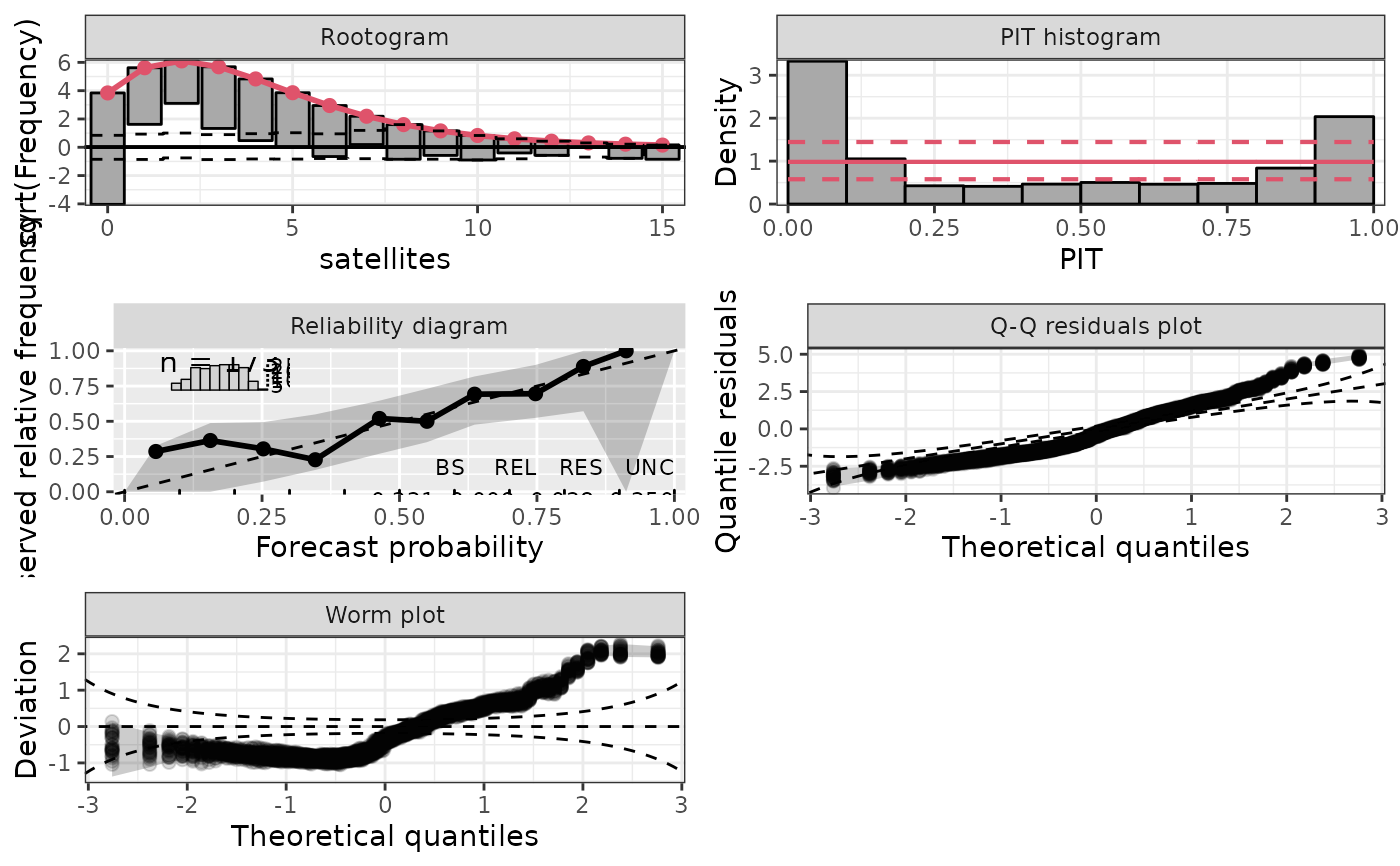 Rootogram
sqrt(Frequency)
6
4
2
0
-2
-4
0 5 10 15
satellites
PIT histogram
Density
3
2
1
0
0.00 0.25 0.50 0.75 1.00
PIT
Reliability diagram
served relative frequency
1.00
0.75
0.50
0.25
0.00
BS REL RES UNC
0.00 0.25 0.50 0.75 1.00
Forecast probability
Q-Q residuals plot
Quantile residuals
5.0
2.5
0.0
-2.5
-3 -2 -1 0 1 2 3
Theoretical quantiles
Worm plot
Deviation
2
1
0
-1
-3 -2 -1 0 1 2 3
Theoretical quantiles